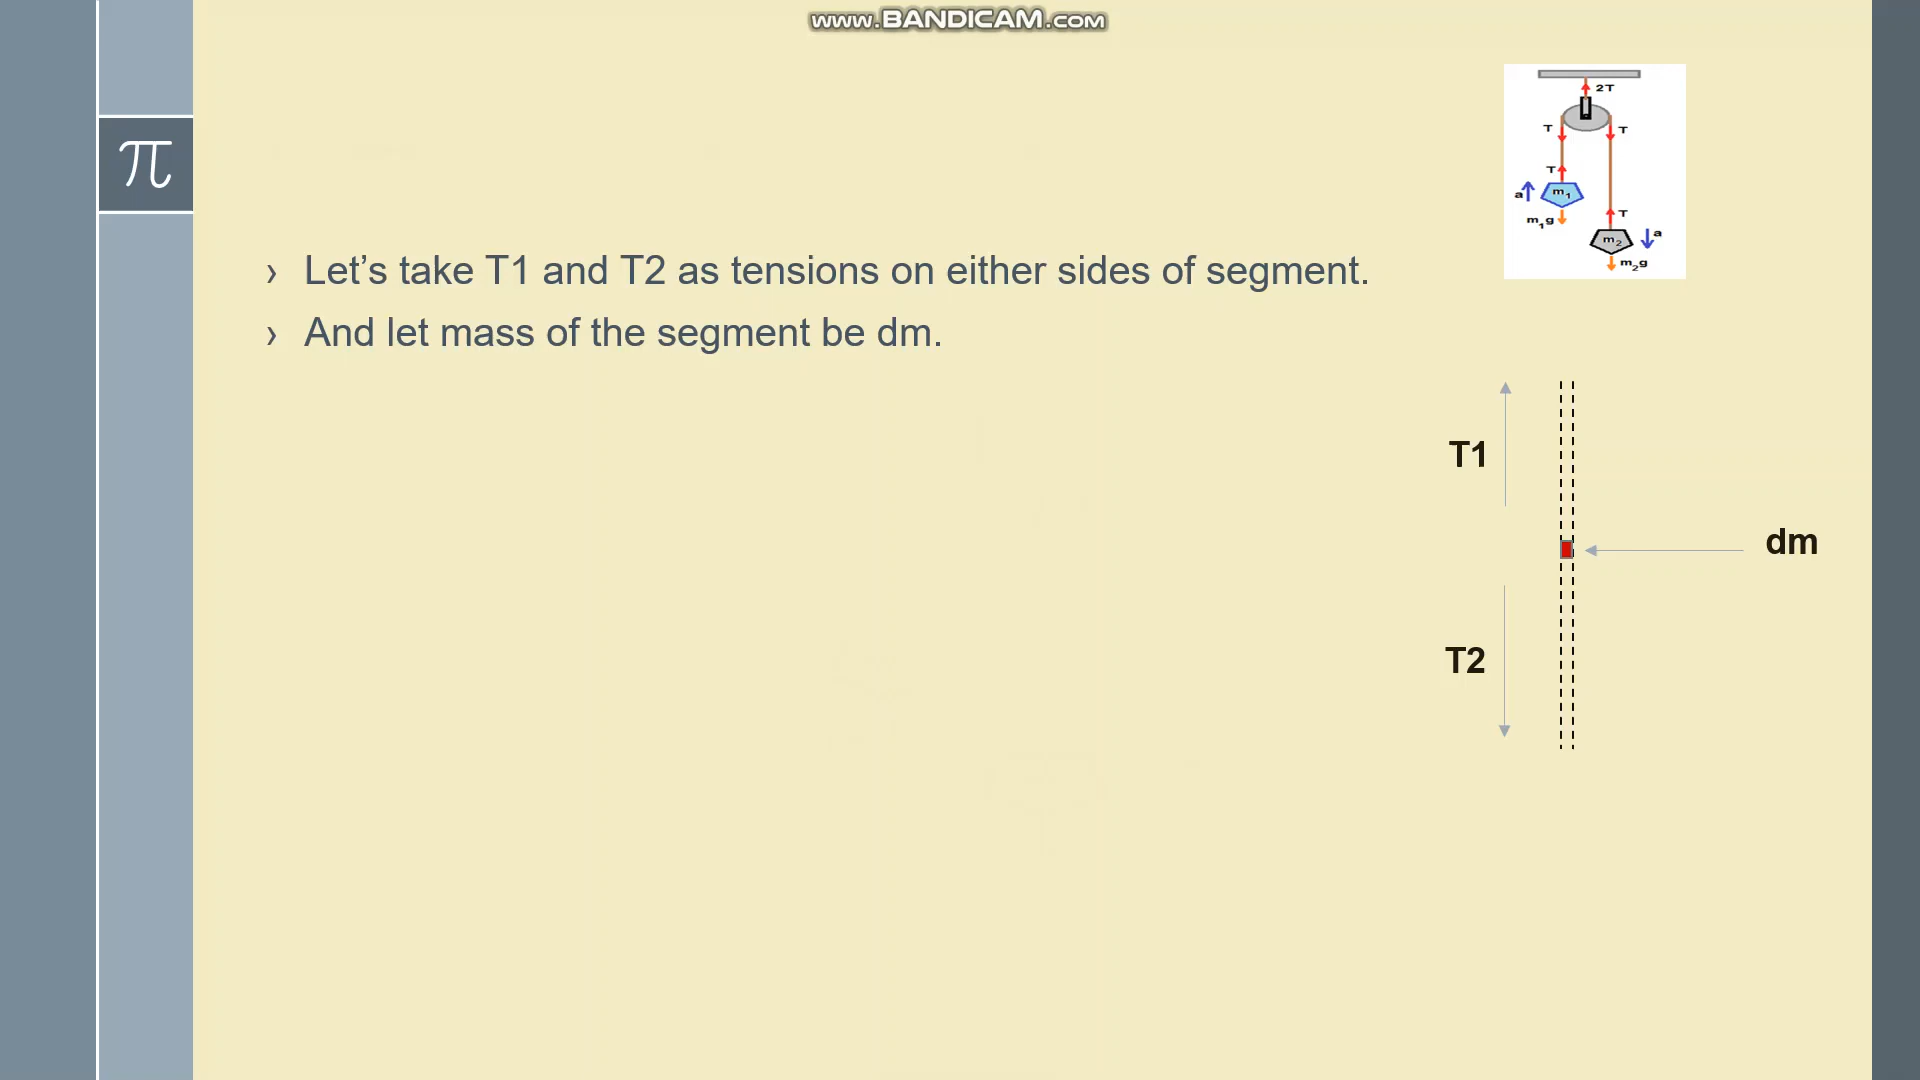 www.BANDICAM.com
π
2T
T
T
T
a
m1
m1g
T
m2
a
m2g
› Let’s take T1 and T2 as tensions on either sides of segment.
› And let mass of the segment be dm.
T1
dm
T2